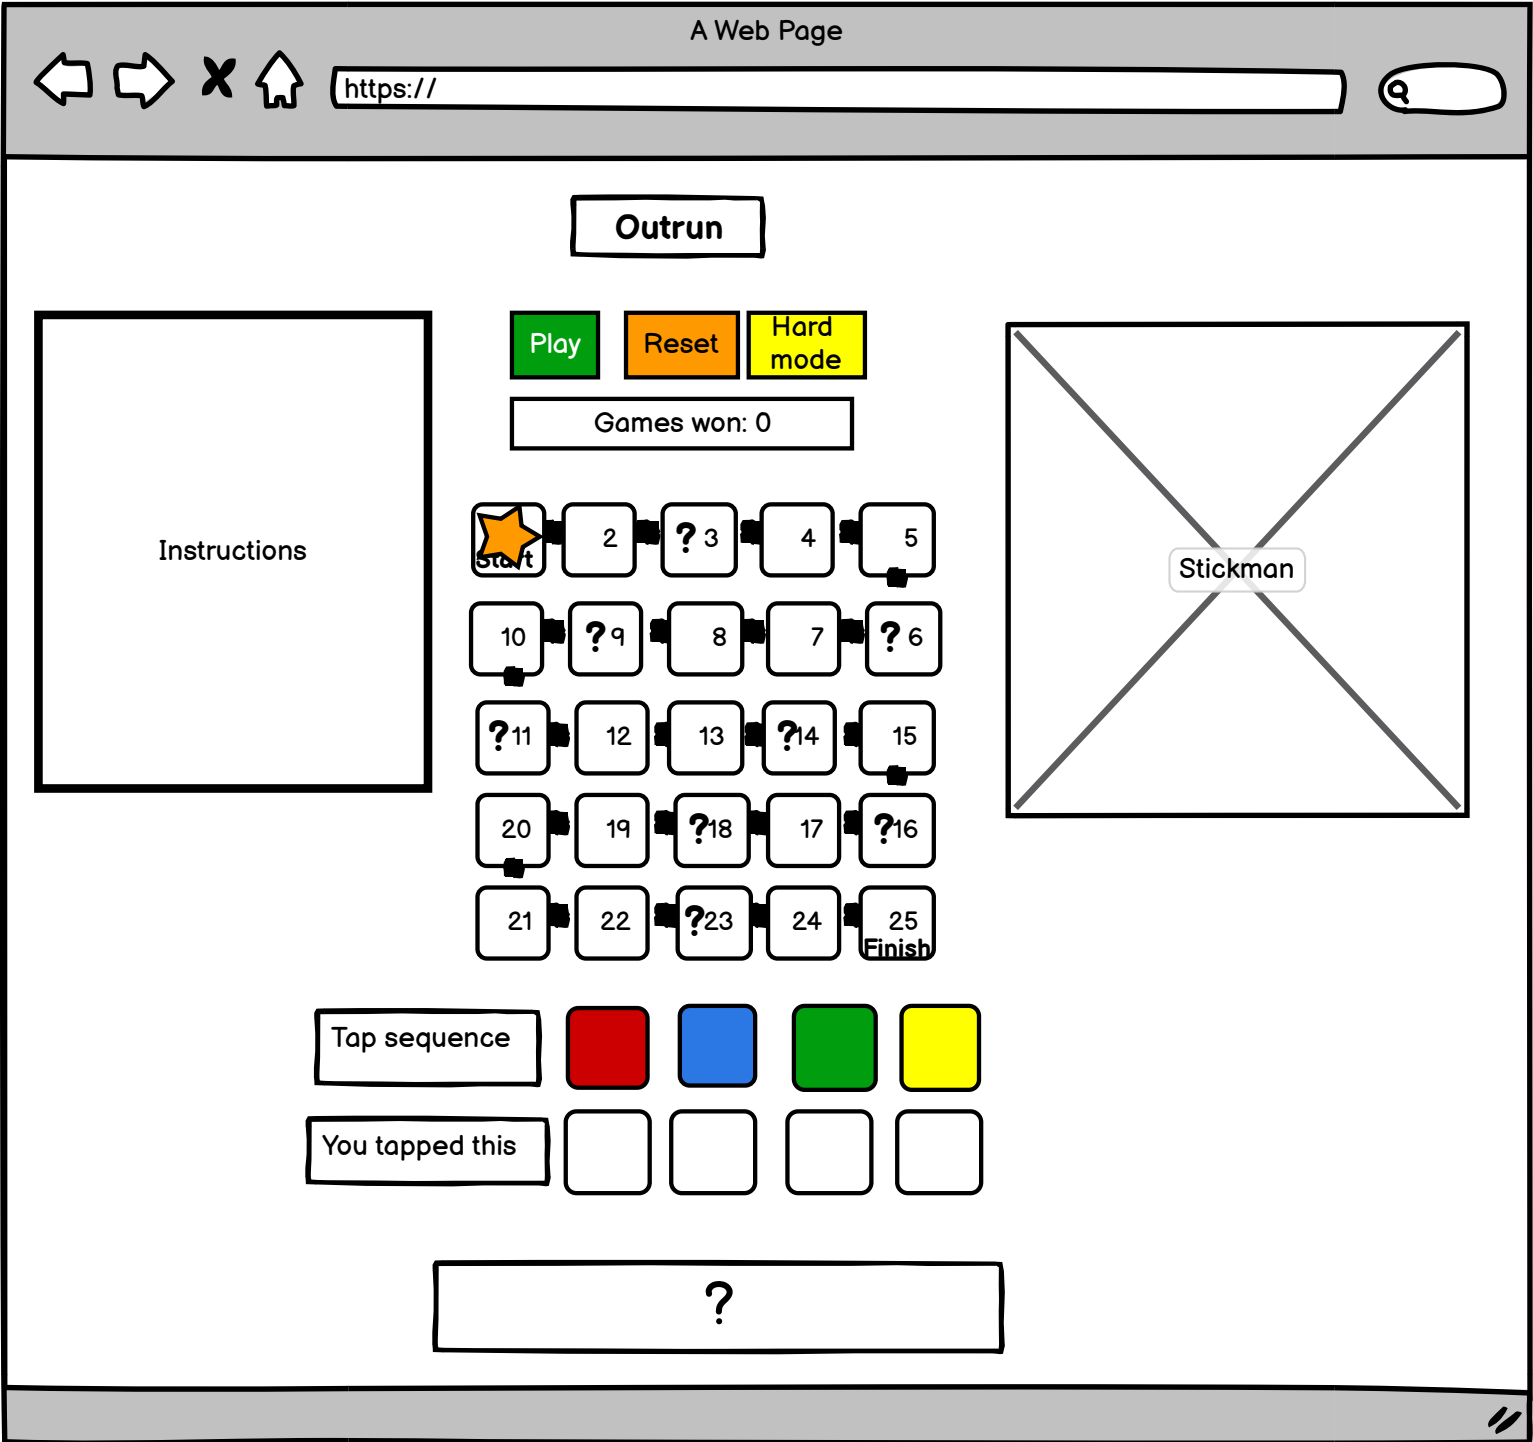 A Web Page
https://
Outrun
Play
Reset
Hard
mode
Games won: 0
Instructions
Stickman
Start
2
? 3
4
5
10
? 9
8
7
? 6
? 11
12
13
? 14
15
20
19
? 18
17
? 16
21
22
? 23
24
25
Finish
Tap sequence
You tapped this
?